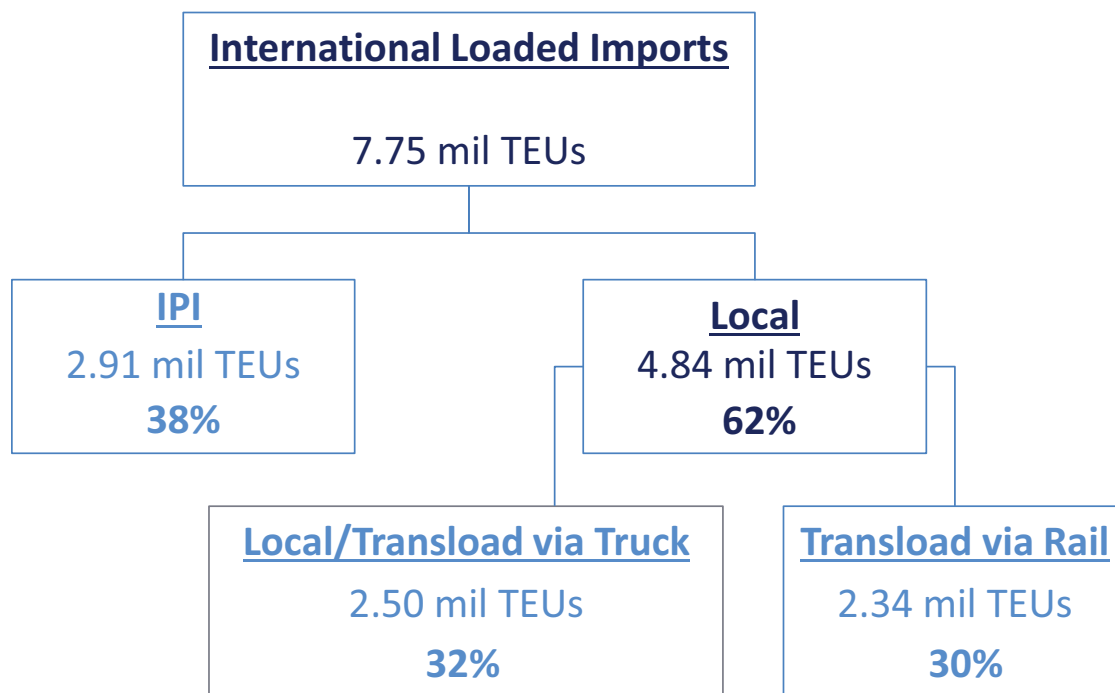 International Loaded Imports
7.75 mil TEUs
IPI
2.91 mil TEUs
38%
Local
4.84 mil TEUs
62%
Local/Transload via Truck
2.50 mil TEUs
32%
Transload via Rail
2.34 mil TEUs
30%